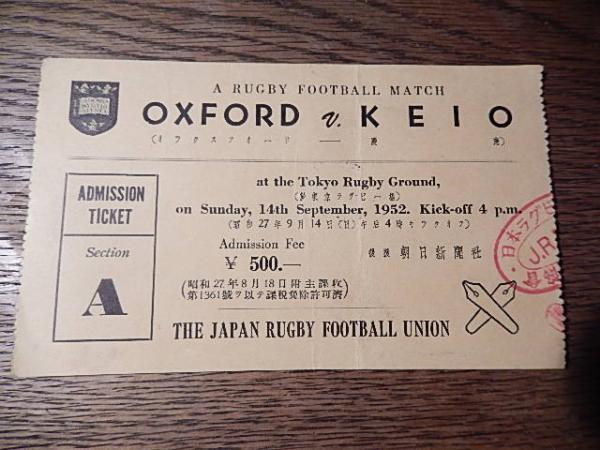 A RUGBY FOOTBALL MATCH
OXFORD v. KEIO
(オックスフォード — 慶應)
at the Tokyo Rugby Ground,
(於東京ラグビー場)
on Sunday, 14th September, 1952. Kick-off 4 p.m.
(昭和27年9月14日(日)午后4時キックオフ)
ADMISSION
TICKET
Section
A
Admission Fee
¥ 500.—
後援 朝日新聞社
(昭和27年8月18日附主課収
第1361號ヲ以テ課税免除許可濟)
THE JAPAN RUGBY FOOTBALL UNION
・日本ラグビ
J.R